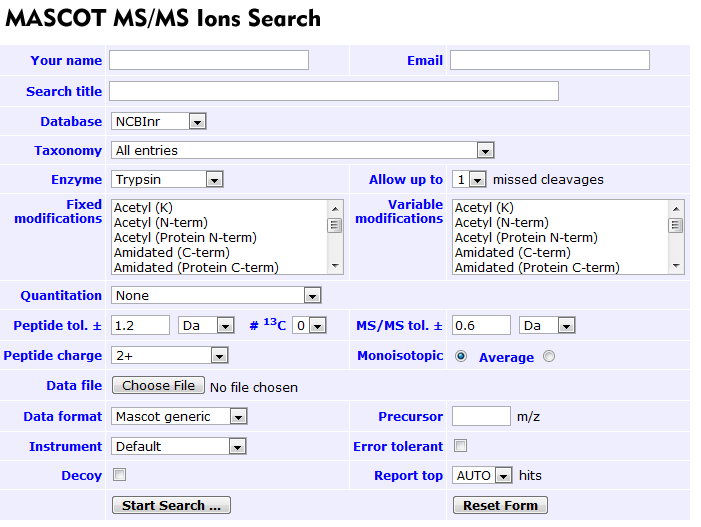 MASCOT MS/MS Ions Search
Your name Email
Search title
Database NCBInr
Taxonomy All entries
Enzyme Trypsin Allow up to 1 missed cleavages
Fixed modifications Variable modifications
Acetyl (K) Acetyl (K)
Acetyl (N-term) Acetyl (N-term)
Acetyl (Protein N-term) Acetyl (Protein N-term)
Amidated (C-term) Amidated (C-term)
Amidated (Protein C-term) Amidated (Protein C-term)
Quantitation None
Peptide tol. ± 1.2 Da # 13C 0 MS/MS tol. ± 0.6 Da
Peptide charge 2+ Monoisotopic Average
Data file Choose File No file chosen
Data format Mascot generic Precursor m/z
Instrument Default Error tolerant
Decoy Report top AUTO hits
Start Search ... Reset Form